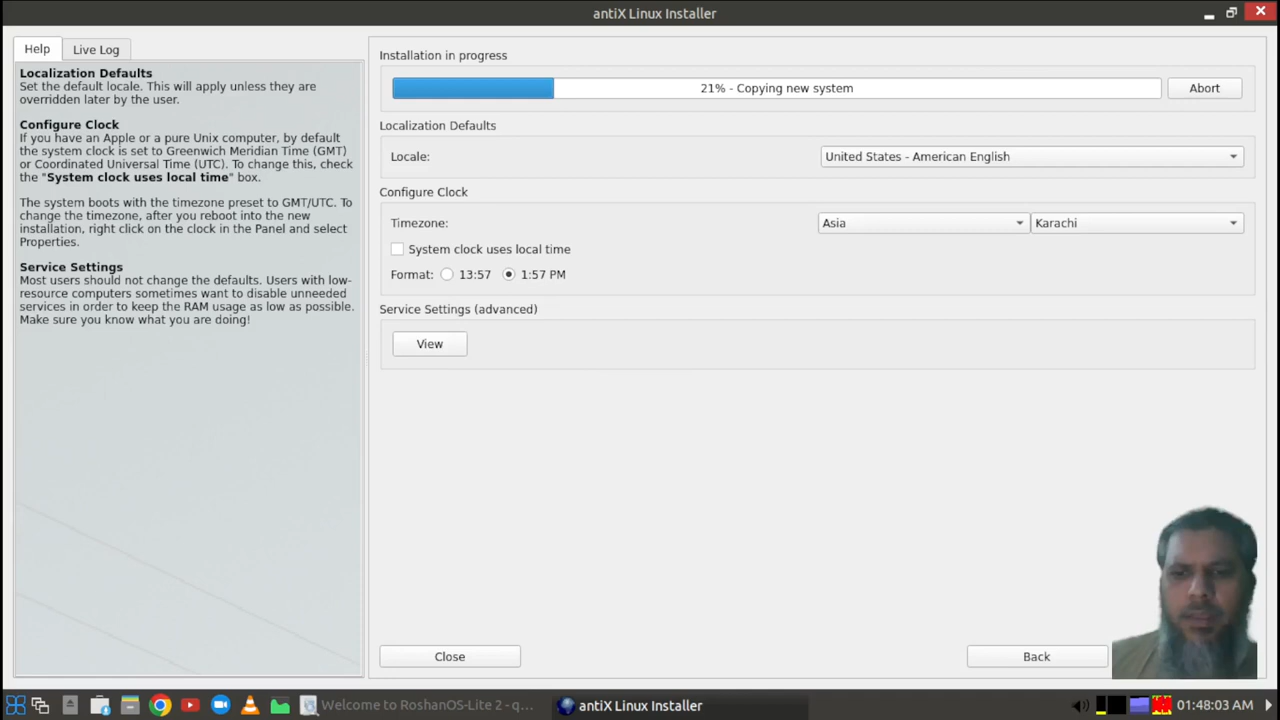 antiX Linux Installer
Help
Live Log
Localization Defaults
Set the default locale. This will apply unless they are
overridden later by the user.
Configure Clock
If you have an Apple or a pure Unix computer, by default
the system clock is set to Greenwich Meridian Time (GMT)
or Coordinated Universal Time (UTC). To change this, check
the "System clock uses local time" box.
The system boots with the timezone preset to GMT/UTC. To
change the timezone, after you reboot into the new
installation, right click on the clock in the Panel and select
Properties.
Service Settings
Most users should not change the defaults. Users with low-
resource computers sometimes want to disable unneeded
services in order to keep the RAM usage as low as possible.
Make sure you know what you are doing!
Installation in progress
21% - Copying new system
Abort
Localization Defaults
Locale:
United States - American English
Configure Clock
Timezone:
Asia
Karachi
System clock uses local time
Format:
13:57
1:57 PM
Service Settings (advanced)
View
Close
Back
Welcome to RoshanOS-Lite 2 - q...
antiX Linux Installer
01:48:03 AM